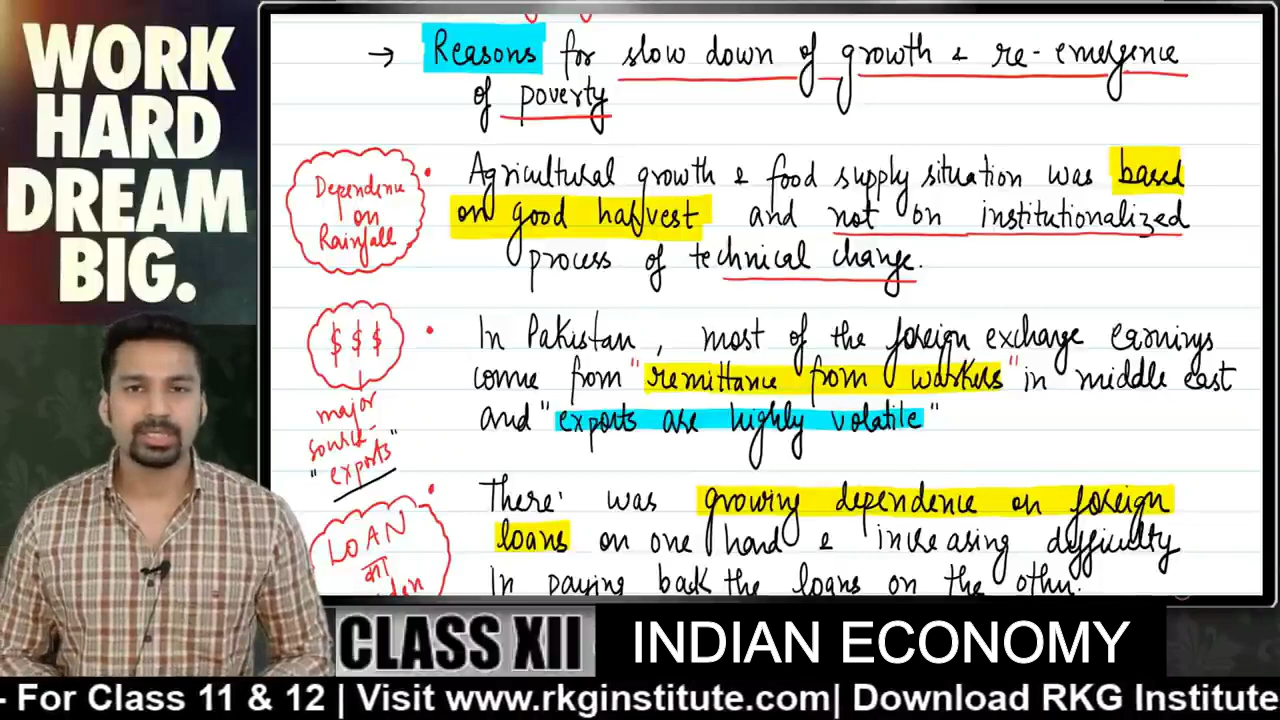 WORK
HARD
DREAM
BIG.
→ Reasons for slow down of growth & re-emergence
of poverty
Dependence
on
Rainfall
• Agricultural growth & food supply situation was based
on good harvest and not on institutionalized
process of technical change.
$ $ $
major
source-
"exports"
• In Pakistan, most of the foreign exchange earnings
come from "remittance from workers" in middle east
and "exports are highly volatile"
LOAN
का
• There was growing dependence on foreign
loans on one hand & increasing difficulty
In paying back the loans on the other.
CLASS XII
INDIAN ECONOMY
- For Class 11 & 12 | Visit www.rkginstitute.com| Download RKG Institute